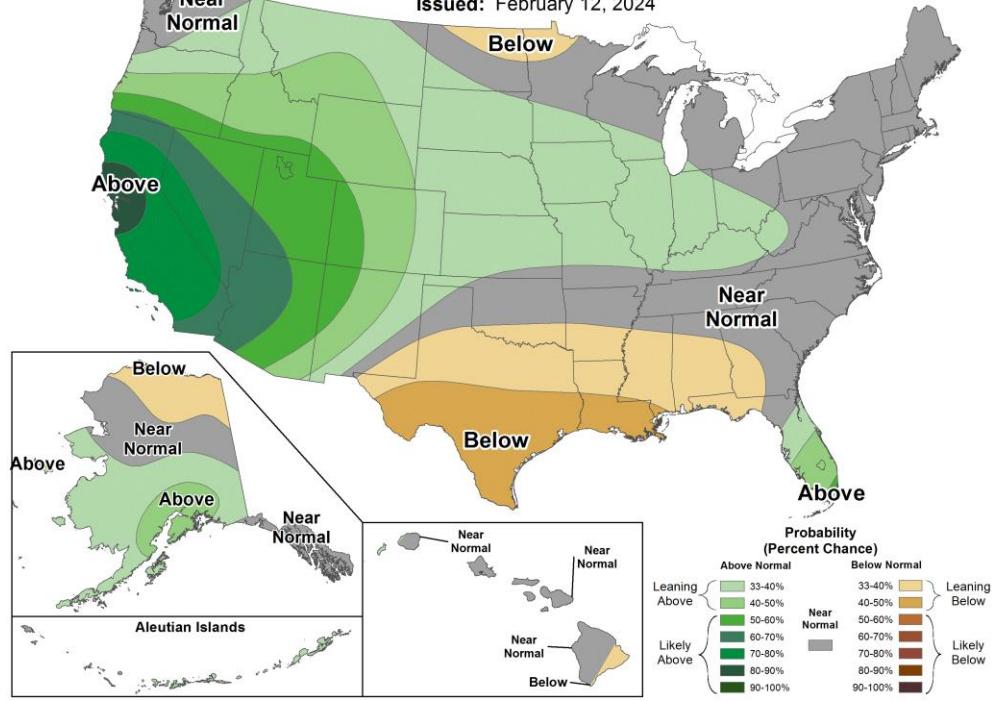 Near
Normal
Issued: February 12, 2024
Below
Above
Near
Normal
Below
Above
Below
Near
Normal
Above
Above
Near
Normal
Aleutian Islands
Near
Normal
Near
Normal
Near
Normal
Below
Probability
(Percent Chance)
Above Normal
Below Normal
Leaning
Above
33-40%
40-50%
Likely
Above
50-60%
60-70%
70-80%
80-90%
90-100%
Near
Normal
33-40%
40-50%
Leaning
Below
50-60%
60-70%
70-80%
80-90%
90-100%
Likely
Below